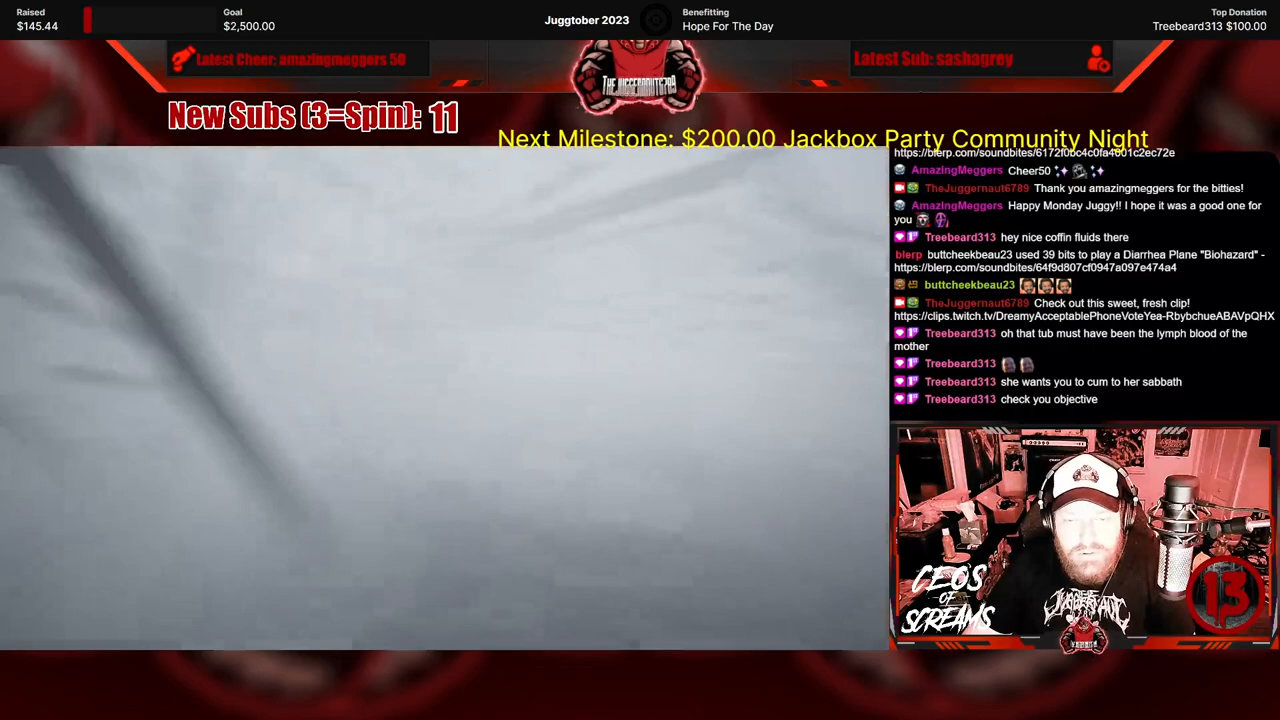 Raised
$145.44
Goal
$2,500.00
Juggtober 2023
Benefitting
Hope For The Day
Top Donation
Treebeard313 $100.00
Latest Cheer: amazingmeggers 50
THEJUGGERNAUT6789
Latest Sub: sashagrey
New Subs (3=Spin): 11
Next Milestone: $200.00 Jackbox Party Community Night
https://blerp.com/soundbites/6172f0bc4c0fa4601c2ec72e
AmazingMeggers Cheer50
TheJuggernaut6789 Thank you amazingmeggers for the bitties!
AmazingMeggers Happy Monday Juggy!! I hope it was a good one for
you
Treebeard313 hey nice coffin fluids there
blerp buttcheekbeau23 used 39 bits to play a Diarrhea Plane "Biohazard" -
https://blerp.com/soundbites/64f9d807cf0947a097e474a4
buttcheekbeau23
TheJuggernaut6789 Check out this sweet, fresh clip!
https://clips.twitch.tv/DreamyAcceptablePhoneVoteYea-RbybchueABAVpQHX
Treebeard313 oh that tub must have been the lymph blood of the
mother
Treebeard313
Treebeard313 she wants you to cum to her sabbath
Treebeard313 check you objective
CEOS
OF
SCREAMS
THE
JUGGERNAUT
13